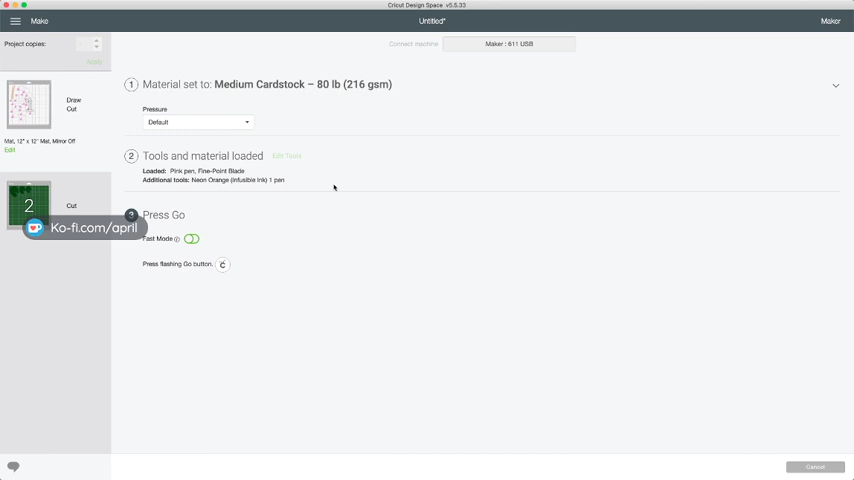 Cricut Design Space v5.5.33
Make
Untitled*
Maker
Project copies:
Apply
Connect machine
Maker : 611 USB
Draw
Cut
Mat, 12" x 12" Mat, Mirror Off
Edit
2
Cut
Ko-fi.com/april
1 Material set to: Medium Cardstock – 80 lb (216 gsm)
Pressure
Default
2 Tools and material loaded Edit Tools
Loaded: Pink pen, Fine-Point Blade
Additional tools: Neon Orange (Infusible Ink) 1 pen
3 Press Go
Fast Mode
Press flashing Go button.
Cancel